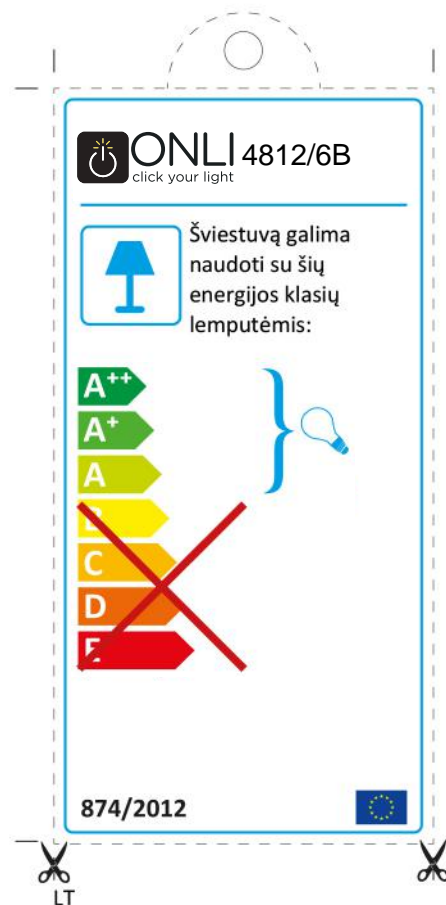 ONLI 4812/6B
click your light
Šviestuvą galima
naudoti su šių
energijos klasių
lemputėmis:
A++
A+
A
B
C
D
E
874/2012
LT